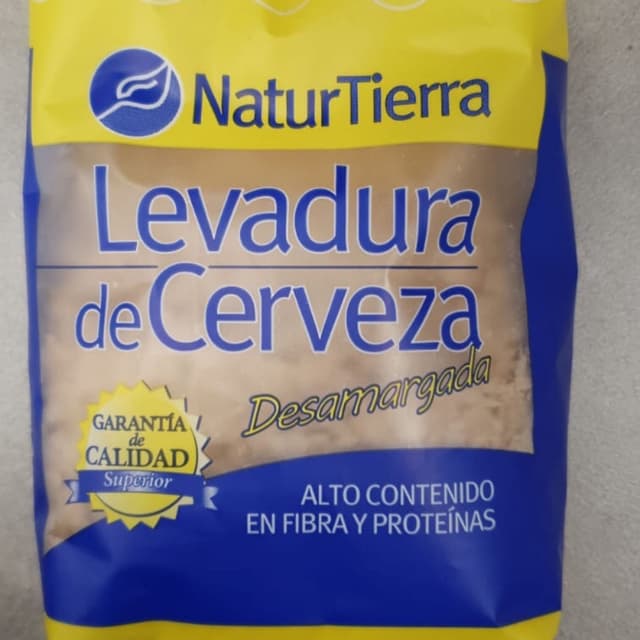 NaturTierra
Levadura
de Cerveza
Desamargada
GARANTÍA
de
CALIDAD
Superior
ALTO CONTENIDO
EN FIBRA Y PROTEÍNAS